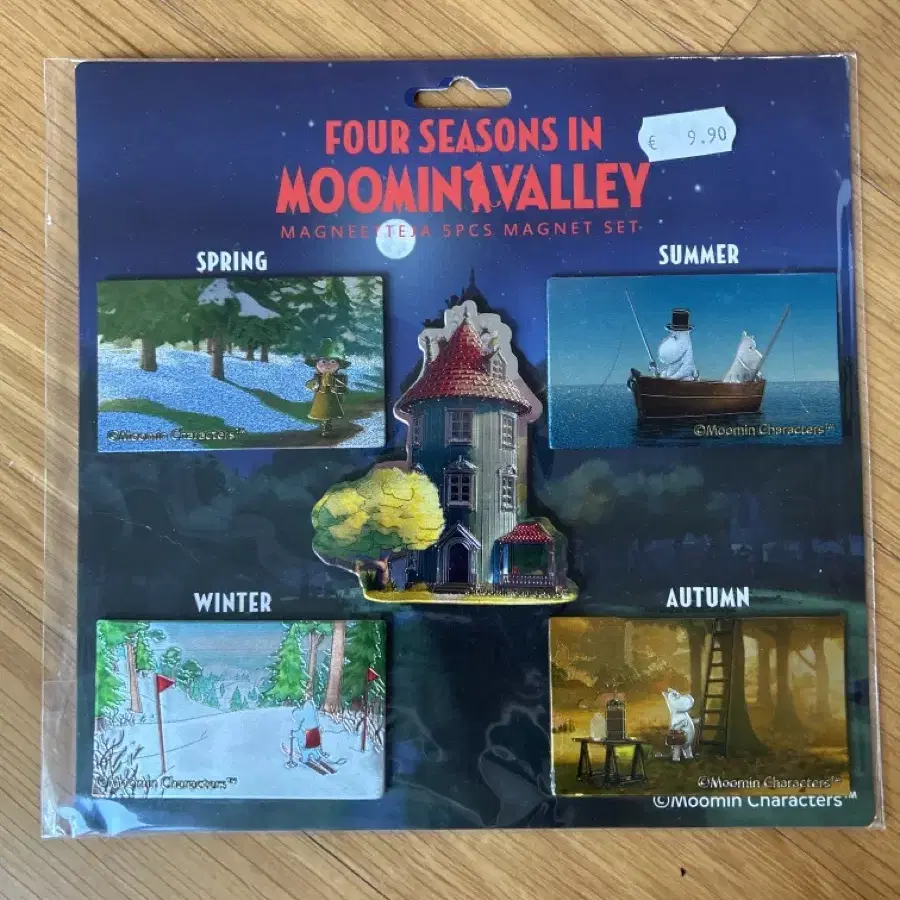 FOUR SEASONS IN
€ 9.90
MOOMINVALLEY
MAGNEETTEJA 5PCS MAGNET SET
SPRING
SUMMER
©Moomin Characters™
©Moomin Characters™
WINTER
AUTUMN
©Moomin Characters™
©Moomin Characters™
©Moomin Characters™